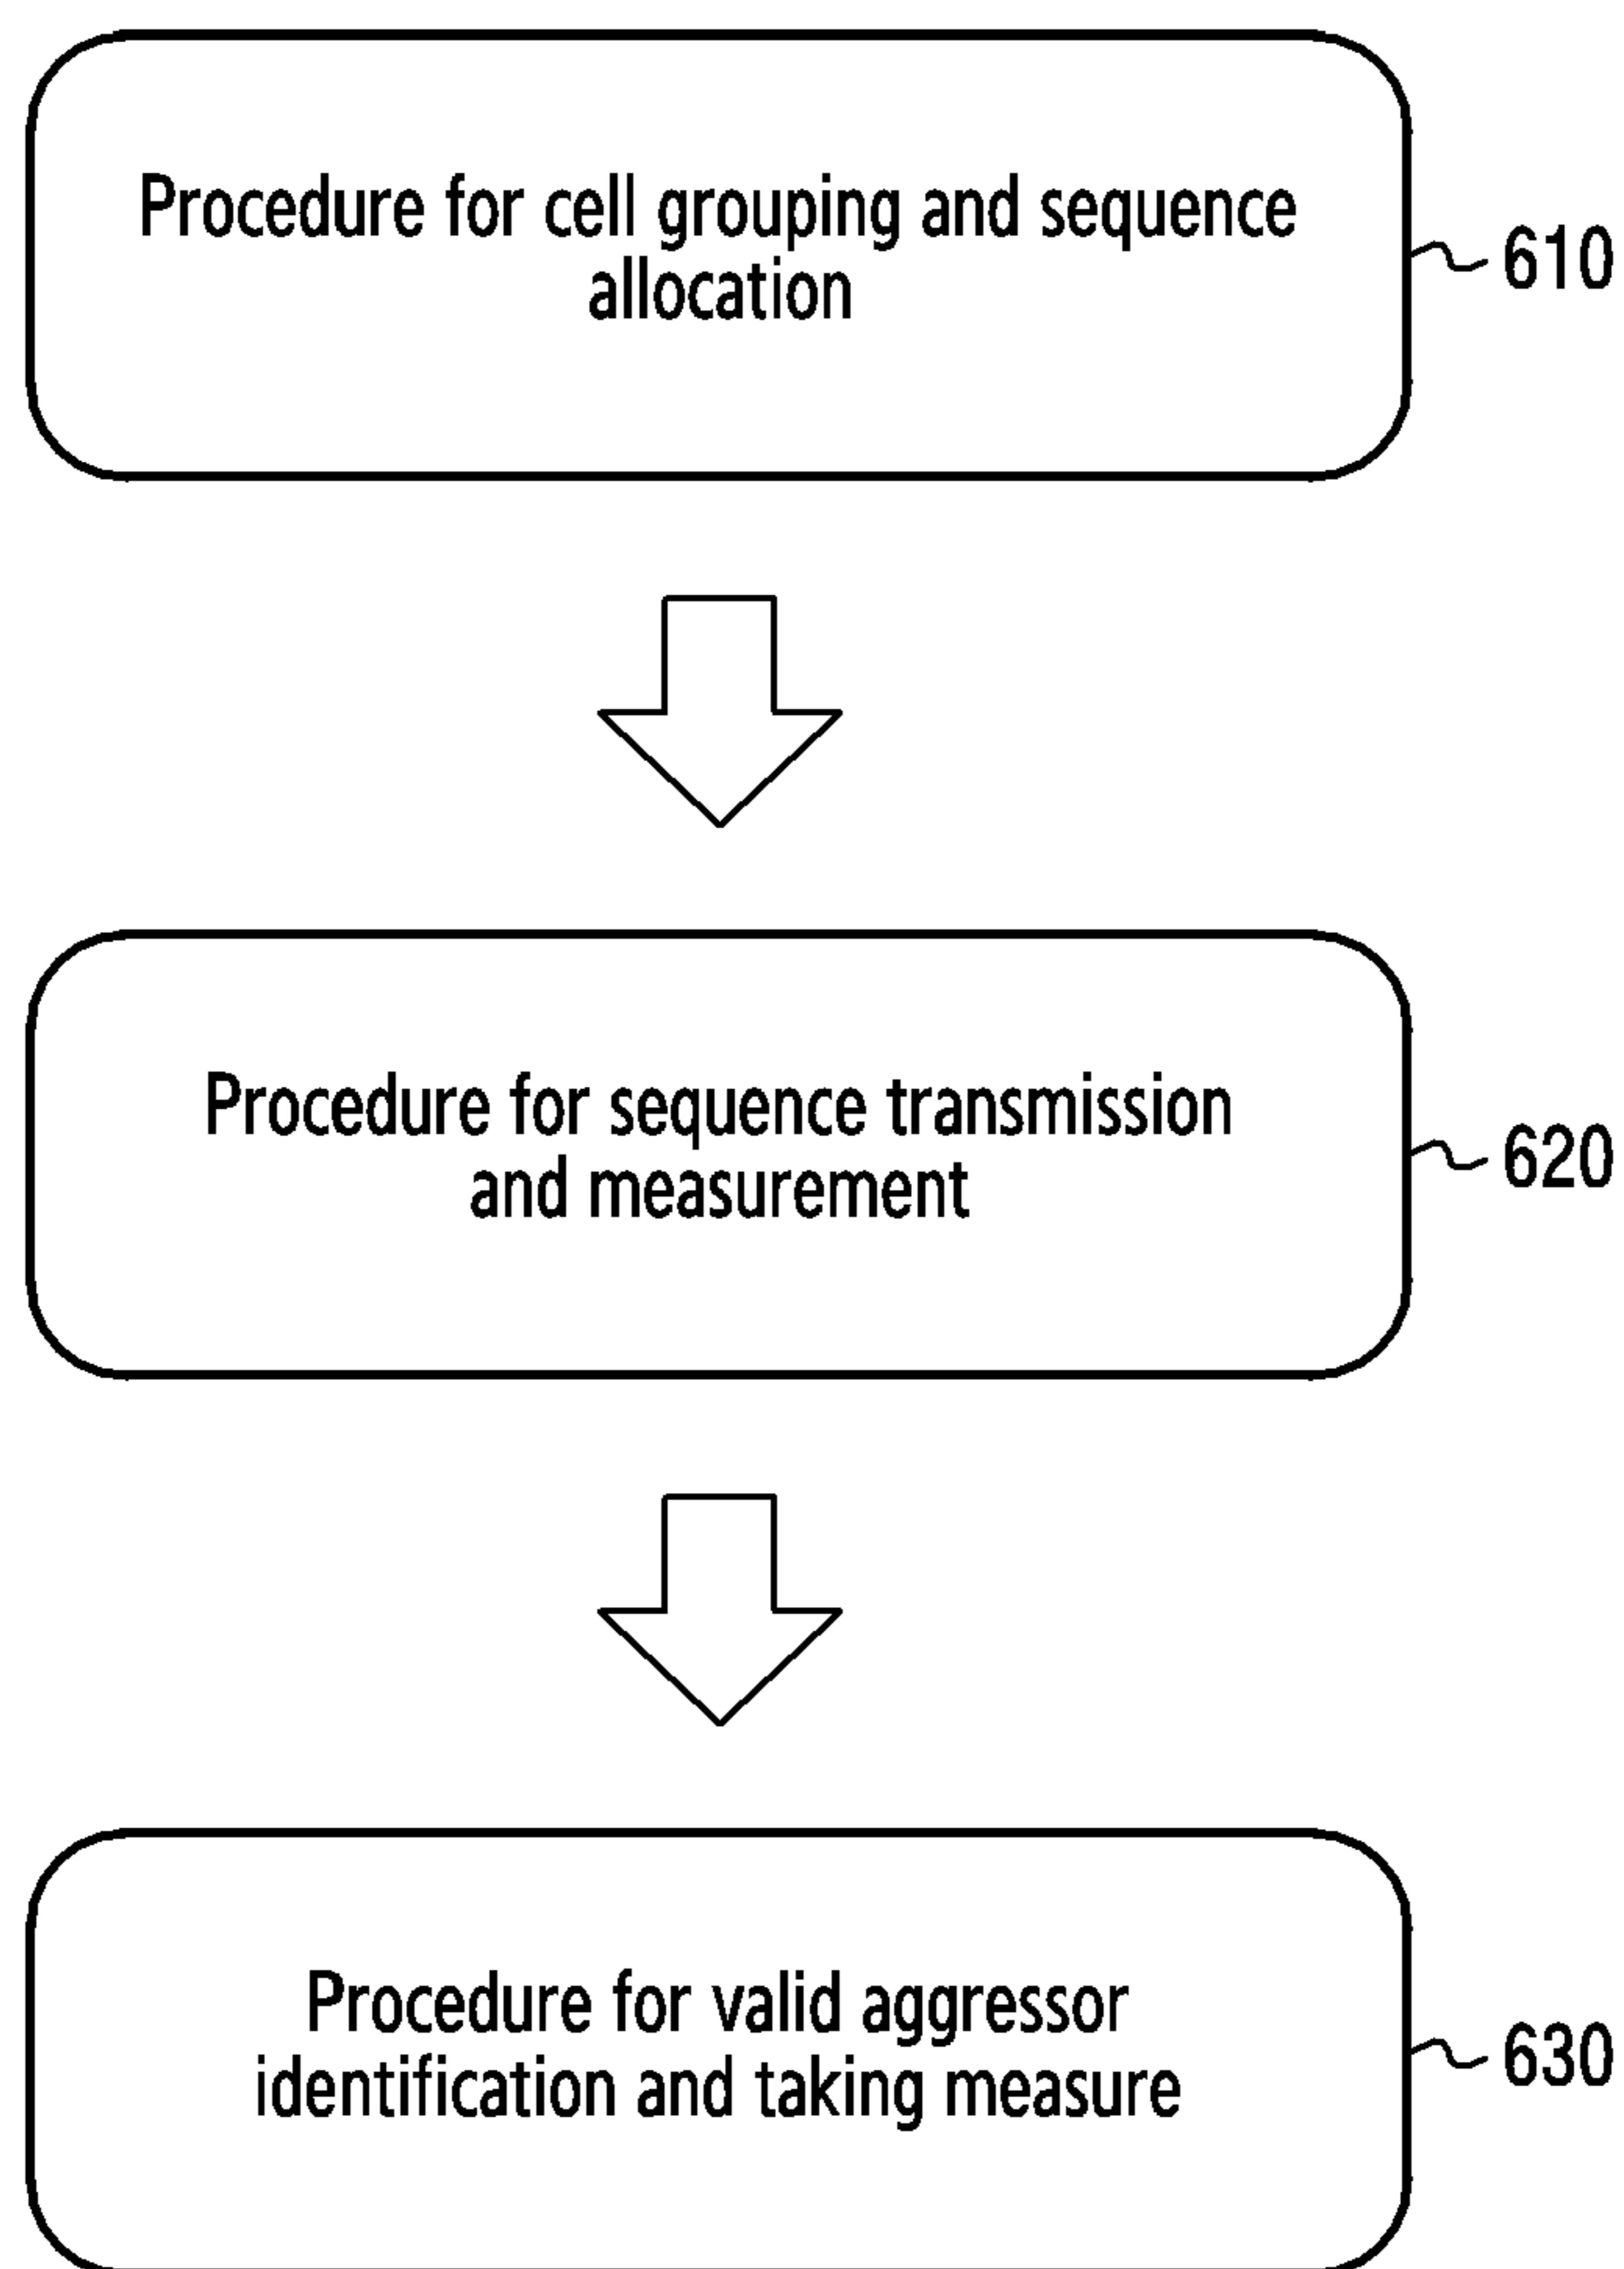 Procedure for cell grouping and sequence
allocation
610
Procedure for sequence transmission
and measurement
620
Procedure for valid aggressor
identification and taking measure
630